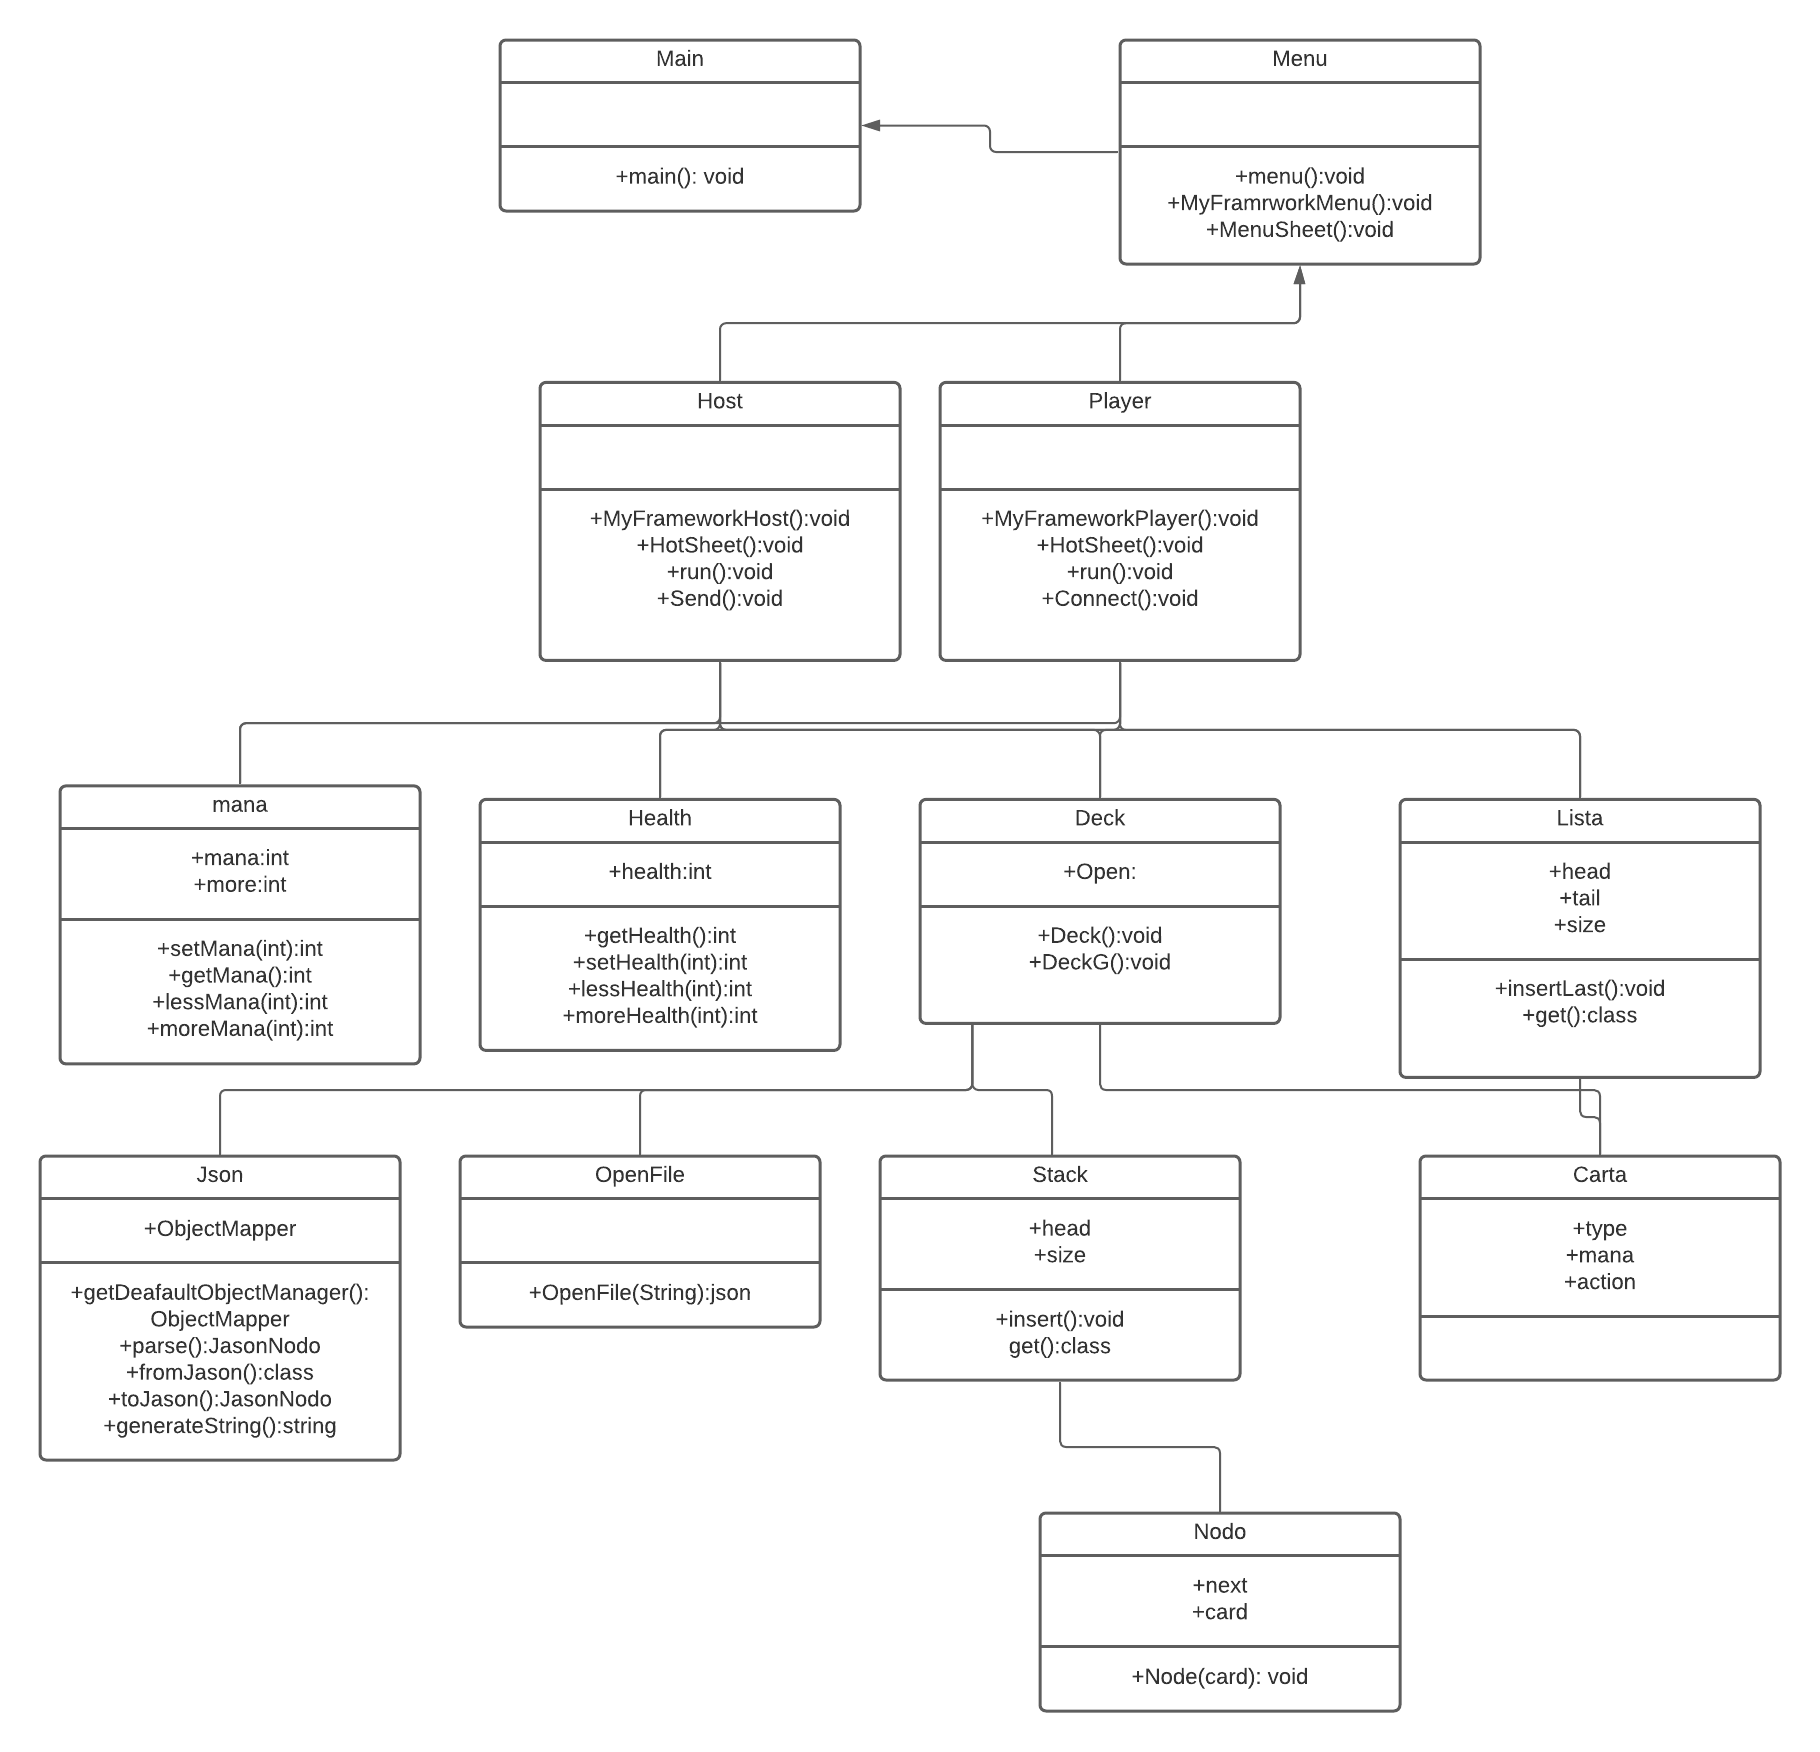 Main
+main(): void
Menu
+menu():void
+MyFramrworkMenu():void
+MenuSheet():void
Host
+MyFrameworkHost():void
+HotSheet():void
+run():void
+Send():void
Player
+MyFrameworkPlayer():void
+HotSheet():void
+run():void
+Connect():void
mana
+mana:int
+more:int
+setMana(int):int
+getMana():int
+lessMana(int):int
+moreMana(int):int
Health
+health:int
+getHealth():int
+setHealth(int):int
+lessHealth(int):int
+moreHealth(int):int
Deck
+Open:
+Deck():void
+DeckG():void
Lista
+head
+tail
+size
+insertLast():void
+get():class
Json
+ObjectMapper
+getDeafaultObjectManager():
ObjectMapper
+parse():JasonNodo
+fromJason():class
+toJason():JasonNodo
+generateString():string
OpenFile
+OpenFile(String):json
Stack
+head
+size
+insert():void
get():class
Carta
+type
+mana
+action
Nodo
+next
+card
+Node(card): void